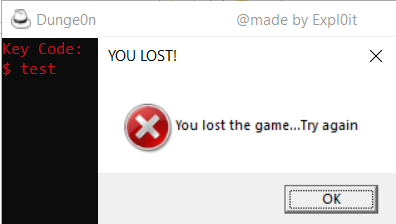 Dunge0n @made by Expl0it
Key Code:
$ test
YOU LOST!
You lost the game...Try again
OK